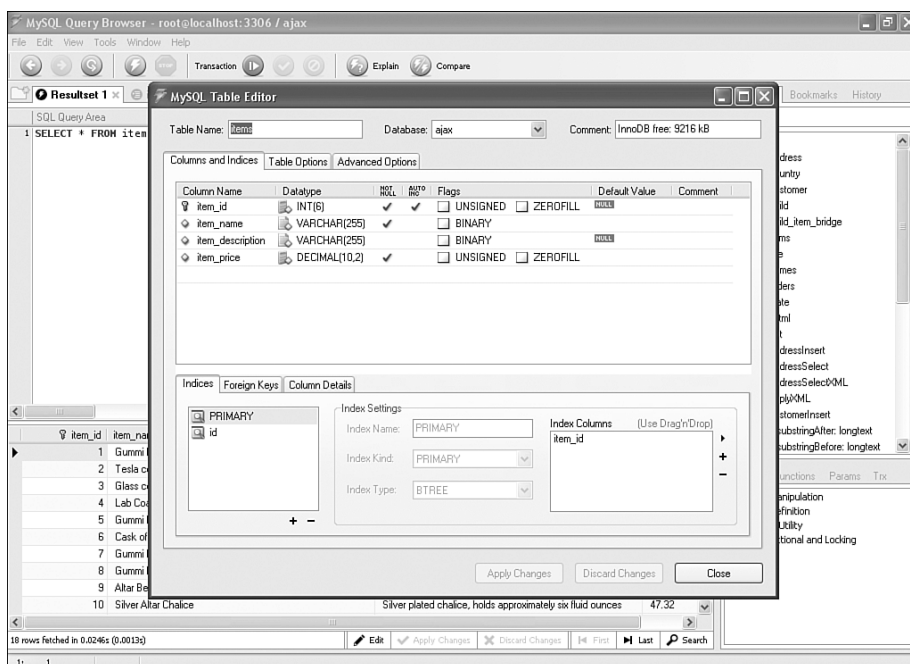 MySQL Query Browser - root@localhost:3306 / ajax
File Edit View Tools Window Help
Transaction Explain Compare
Resultset 1 Bookmarks History
SQL Query Area
1 SELECT * FROM item
MySQL Table Editor
Table Name: items Database: ajax Comment: InnoDB free: 9216 kB
Columns and Indices Table Options Advanced Options
Column Name Datatype NOT NULL AUTO INC Flags Default Value Comment
item_id INT(6) UNSIGNED ZEROFILL NULL
item_name VARCHAR(255) BINARY
item_description VARCHAR(255) BINARY NULL
item_price DECIMAL(10,2) UNSIGNED ZEROFILL
dress
untry
stomer
ild
ild_item_bridge
ms
e
mes
ders
ate
tml
t
dressInsert
dressSelect
dressSelectXML
plyXML
stomerInsert
substringAfter: longtext
substringBefore: longtext
Indices Foreign Keys Column Details
PRIMARY
id
Index Settings
Index Name: PRIMARY
Index Kind: PRIMARY
Index Type: BTREE
Index Columns (Use Drag'n'Drop)
item_id
unctions Params Trx
anipulation
efinition
Utility
ctional and Locking
Apply Changes Discard Changes Close
item_id item_nar
1 Gummi
2 Tesla co
3 Glass c
4 Lab Coa
5 Gummi
6 Cask of
7 Gummi
8 Gummi
9 Altar Be
10 Silver Altar Chalice Silver plated chalice, holds approximately six fluid ounces 47.32
18 rows fetched in 0.0246s (0.0013s) Edit Apply Changes Discard Changes First Last Search
1: 1